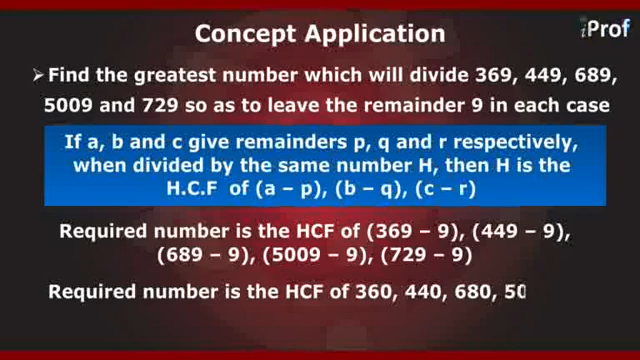 Concept Application
iProf
➢Find the greatest number which will divide 369, 449, 689,
5009 and 729 so as to leave the remainder 9 in each case
If a, b and c give remainders p, q and r respectively,
when divided by the same number H, then H is the
H.C.F of (a – p), (b – q), (c – r)
Required number is the HCF of (369 – 9), (449 – 9),
(689 – 9), (5009 – 9), (729 – 9)
Required number is the HCF of 360, 440, 680, 50